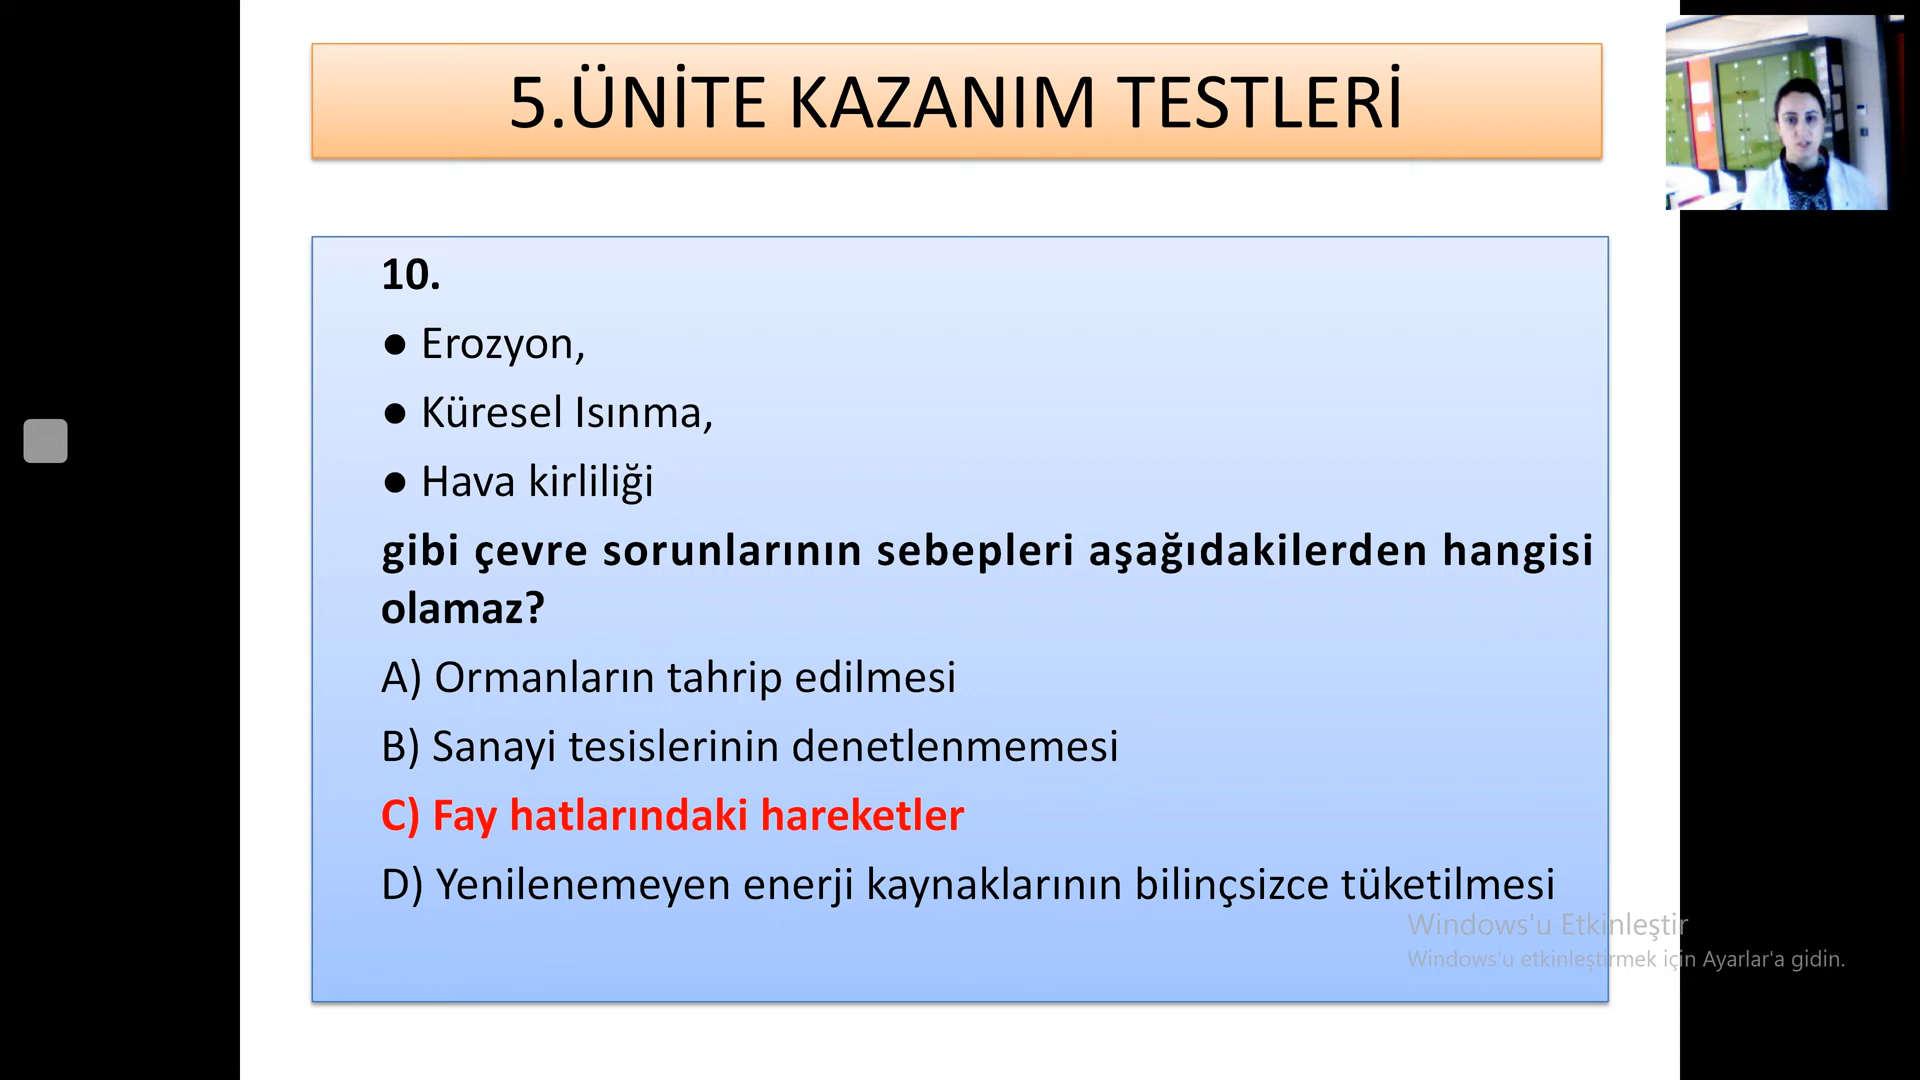 5.ÜNİTE KAZANIM TESTLERİ
10.
● Erozyon,
● Küresel Isınma,
● Hava kirliliği
gibi çevre sorunlarının sebepleri aşağıdakilerden hangisi
olamaz?
A) Ormanların tahrip edilmesi
B) Sanayi tesislerinin denetlenmemesi
C) Fay hatlarındaki hareketler
D) Yenilenemeyen enerji kaynaklarının bilinçsizce tüketilmesi
Windows'u Etkinleştir
Windows'u etkinleştirmek için Ayarlar'a gidin.